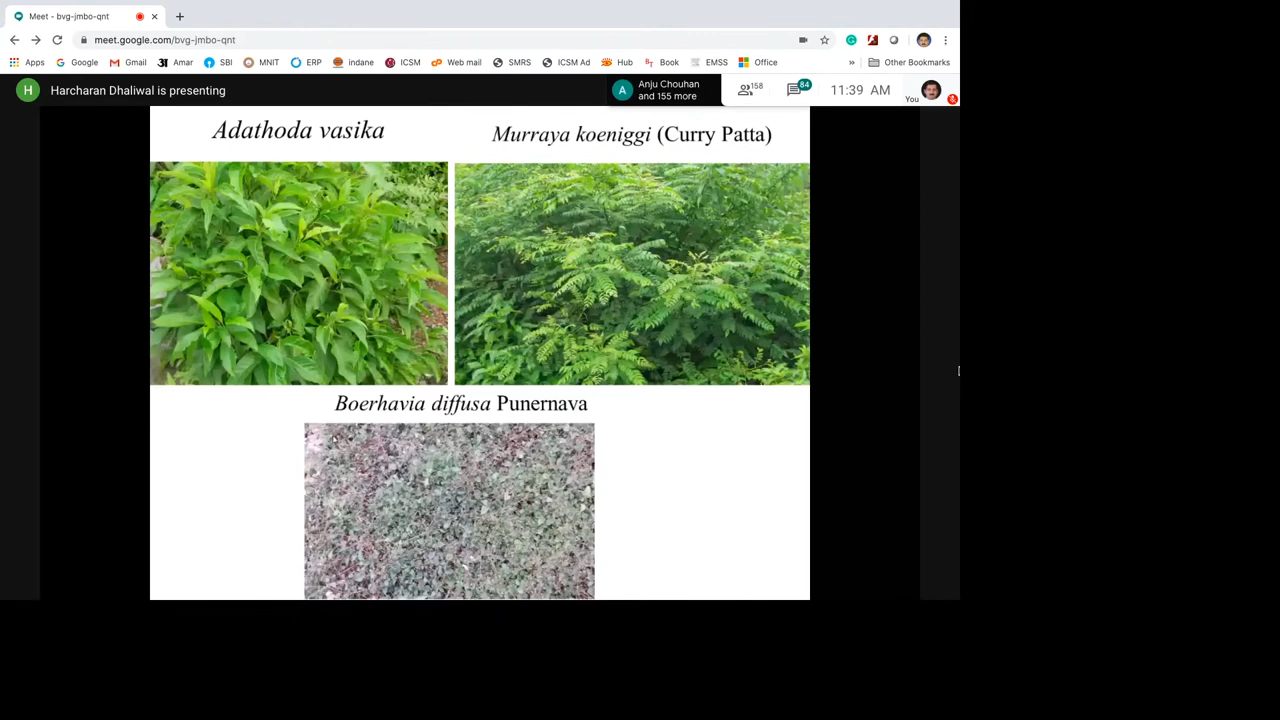 Meet - bvg-jmbo-qnt
meet.google.com/bvg-jmbo-qnt
Apps Google Gmail Amar SBI MNIT ERP indane ICSM Web mail SMRS ICSM Ad Hub Book EMSS Office » Other Bookmarks
H Harcharan Dhaliwal is presenting
A Anju Chouhan
and 155 more
158
84
11:39 AM
You
Adathoda vasika
Murraya koeniggi (Curry Patta)
Boerhavia diffusa Punernava